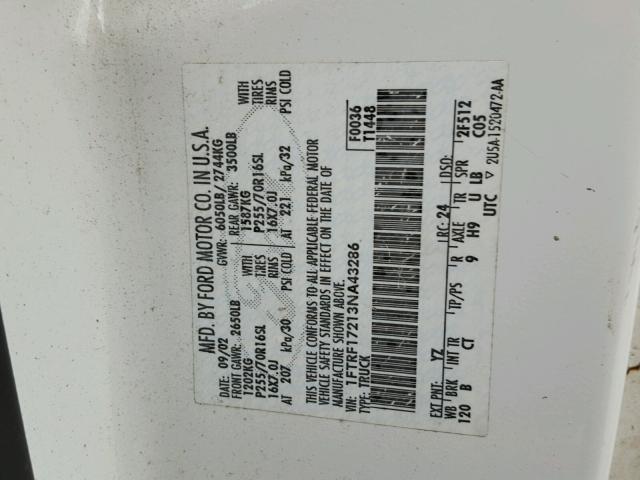 MFD. BY FORD MOTOR CO. IN U.S.A.
DATE: 09/02 GVWR: 6050LB/ 2744KG
FRONT GAWR: 2650LB REAR GAWR: 3500LB
1202KG 1587KG WITH
P255/70R16SL P255/70R16SL TIRES
16X7.0J 16X7.0J RIMS
AT 207 kPa/30 PSI COLD AT 221 kPa/32 PSI COLD
THIS VEHICLE CONFORMS TO ALL APPLICABLE FEDERAL MOTOR
VEHICLE SAFETY STANDARDS IN EFFECT ON THE DATE OF
MANUFACTURE SHOWN ABOVE.
VIN: 1FTRF17213NA43286
TYPE: TRUCK
F0036
T1448
EXT PNT: YZ RC: 24 DSO:
WB BRK INT TR TP/PS R AXLE TR SPR 2F512
120 B CT 9 H9 U LB C05
UTC ▽ 2U5A-1520472-AA
WITH
TIRES
RIMS